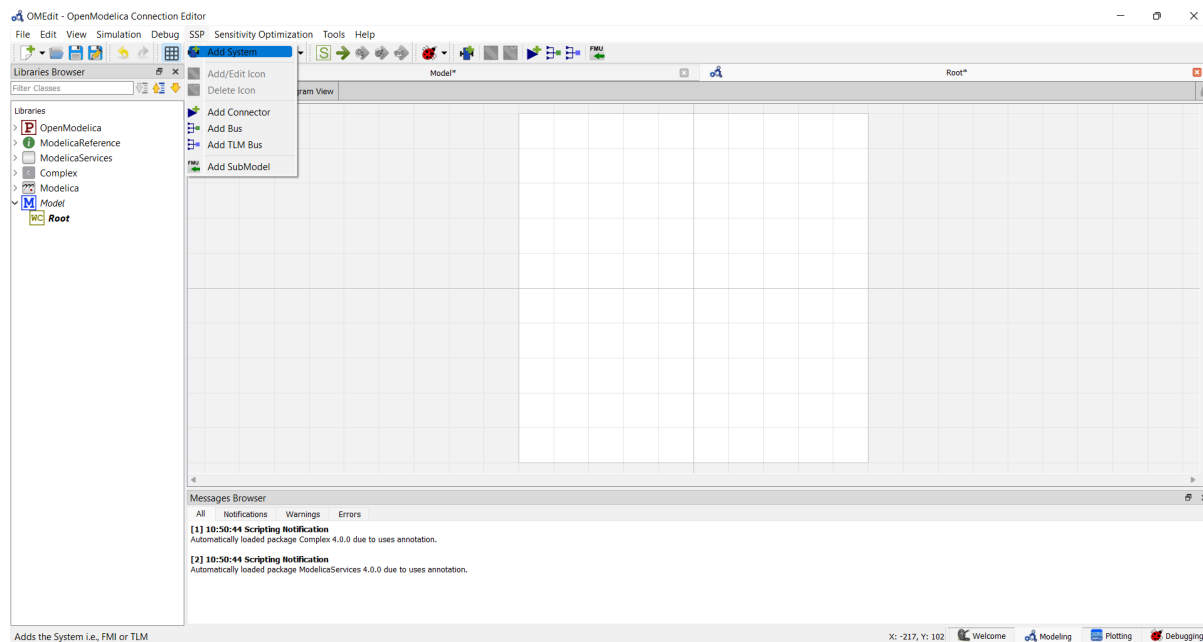 OMEdit - OpenModelica Connection Editor
File Edit View Simulation Debug SSP Sensitivity Optimization Tools Help
Add System
S
FMU
Libraries Browser
Model*
Root*
Filter Classes
Add/Edit Icon
Delete Icon
gram View
Libraries
Add Connector
P OpenModelica
Add Bus
i ModelicaReference
Add TLM Bus
ModelicaServices
FMU Add SubModel
C Complex
Modelica
M Model
WC Root
Messages Browser
All Notifications Warnings Errors
[1] 10:50:44 Scripting Notification
Automatically loaded package Complex 4.0.0 due to uses annotation.
[2] 10:50:44 Scripting Notification
Automatically loaded package ModelicaServices 4.0.0 due to uses annotation.
Adds the System i.e., FMI or TLM
X: -217, Y: 102 Welcome Modeling Plotting Debugging